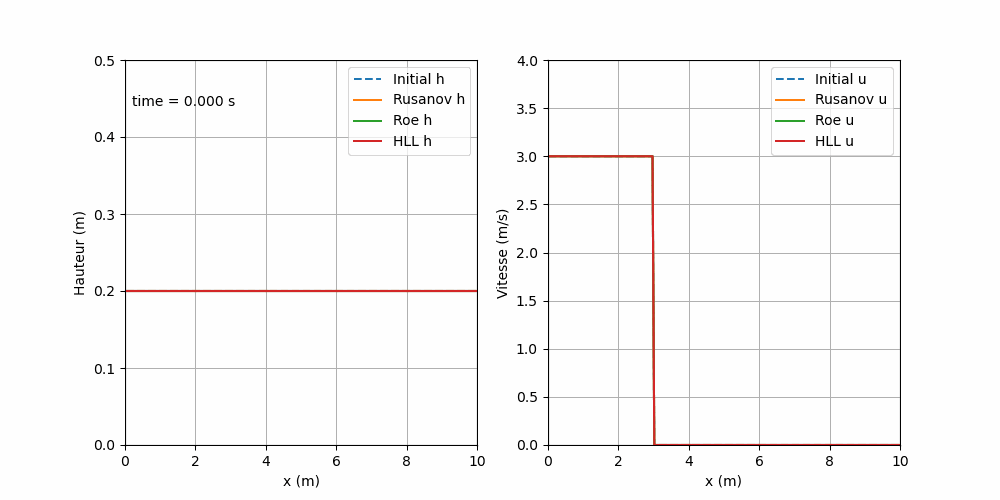 0.5
0.4
0.3
0.2
0.1
0.0
Hauteur (m)
time = 0.000 s
Initial h
Rusanov h
Roe h
HLL h
0 2 4 6 8 10
x (m)
4.0
3.5
3.0
2.5
2.0
1.5
1.0
0.5
0.0
Vitesse (m/s)
Initial u
Rusanov u
Roe u
HLL u
0 2 4 6 8 10
x (m)